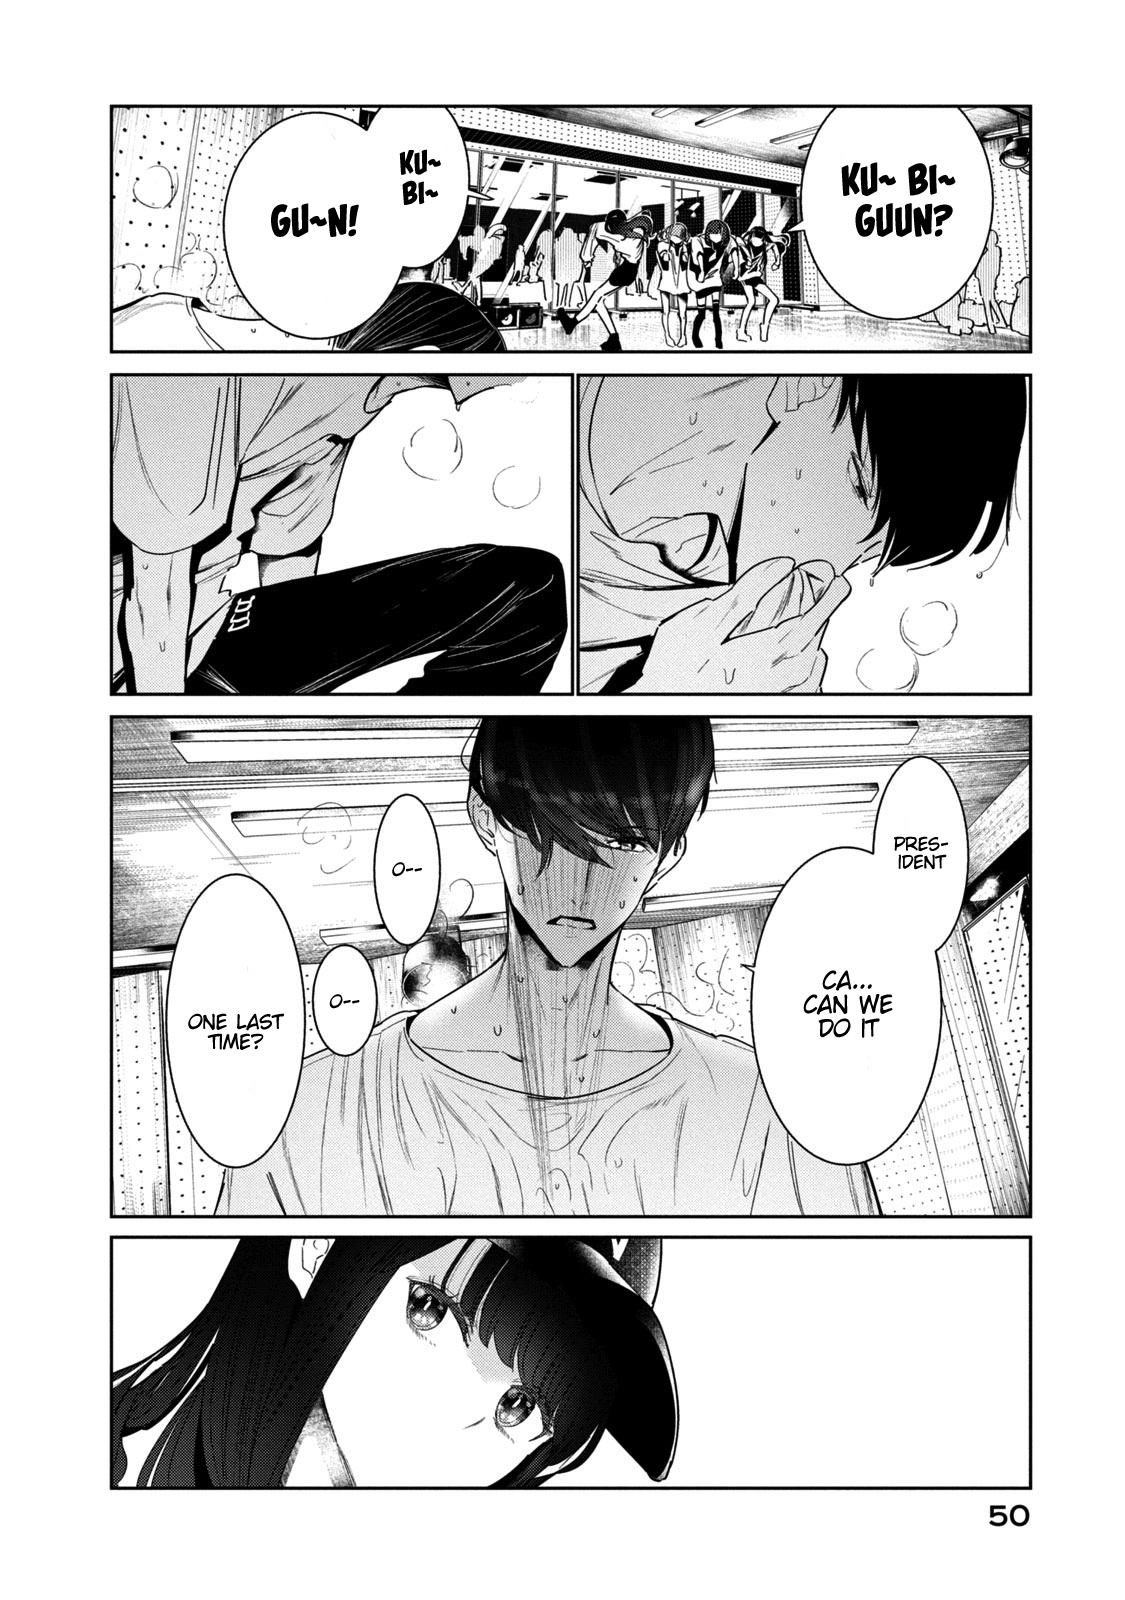 KU~ BI~
GUUN?
KU~
BI~
GU~N!
PRES-
IDENT
CA...
CAN WE
DO IT
O--
O--
ONE LAST
TIME?
50